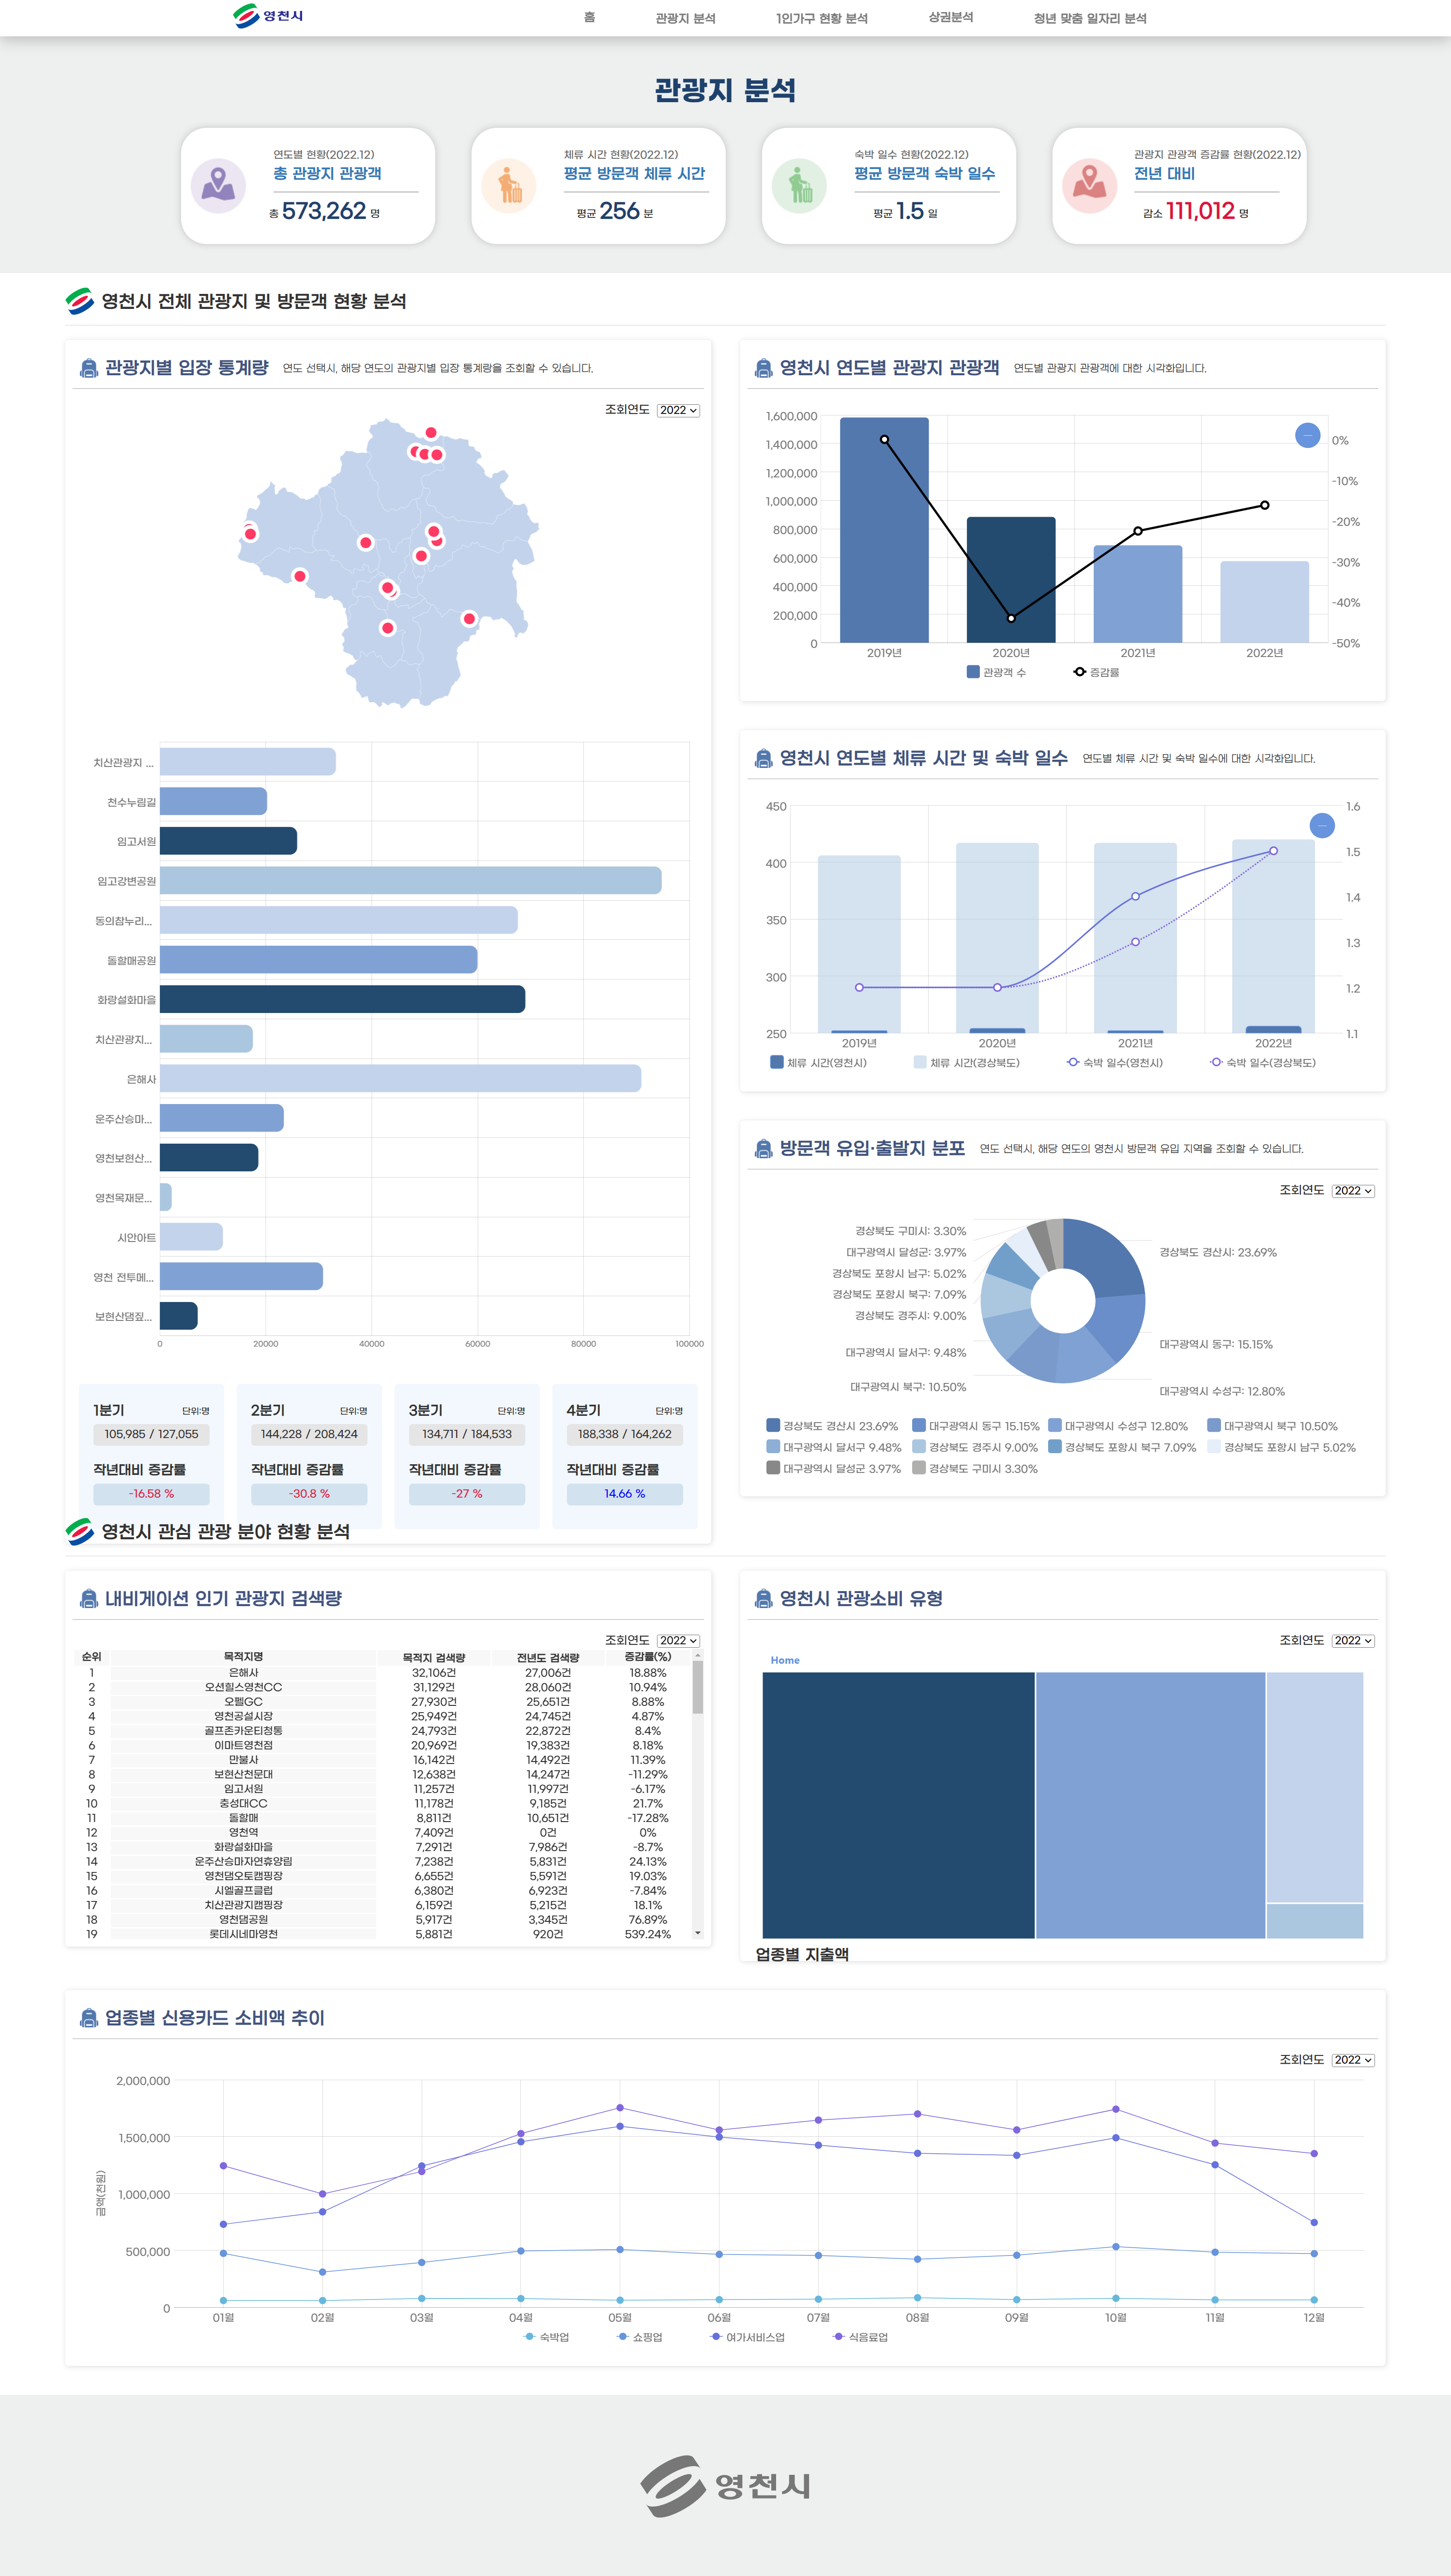 영천시
홈 관광지 분석 1인가구 현황 분석 상권분석 청년 맞춤 일자리 분석
관광지 분석
연도별 현황(2022.12)
총 관광지 관광객
총 573,262 명
체류 시간 현황(2022.12)
평균 방문객 체류 시간
평균 256 분
숙박 일수 현황(2022.12)
평균 방문객 숙박 일수
평균 1.5 일
관광지 관광객 증감률 현황(2022.12)
전년 대비
감소 111,012 명
영천시 전체 관광지 및 방문객 현황 분석
관광지별 입장 통계량 연도 선택시, 해당 연도의 관광지별 입장 통계량을 조회할 수 있습니다.
조회연도 2022
치산관광지 ...
천수누림길
임고서원
임고강변공원
동의참누리...
돌할매공원
화랑설화마을
치산관광지...
은해사
운주산승마...
영천보현산...
영천목재문...
시안아트
영천 전투메...
보현산댐짚...
0 20000 40000 60000 80000 100000
1분기 단위:명
105,985 / 127,055
작년대비 증감률
-16.58 %
2분기 단위:명
144,228 / 208,424
작년대비 증감률
-30.8 %
3분기 단위:명
134,711 / 184,533
작년대비 증감률
-27 %
4분기 단위:명
188,338 / 164,262
작년대비 증감률
14.66 %
영천시 연도별 관광지 관광객 연도별 관광지 관광객에 대한 시각화입니다.
1,600,000
1,400,000
1,200,000
1,000,000
800,000
600,000
400,000
200,000
0
0%
-10%
-20%
-30%
-40%
-50%
2019년 2020년 2021년 2022년
관광객 수 증감률
영천시 연도별 체류 시간 및 숙박 일수 연도별 체류 시간 및 숙박 일수에 대한 시각화입니다.
450
400
350
300
250
1.6
1.5
1.4
1.3
1.2
1.1
2019년 2020년 2021년 2022년
체류 시간(영천시) 체류 시간(경상북도) 숙박 일수(영천시) 숙박 일수(경상북도)
방문객 유입·출발지 분포 연도 선택시, 해당 연도의 영천시 방문객 유입 지역을 조회할 수 있습니다.
조회연도 2022
경상북도 구미시: 3.30%
대구광역시 달성군: 3.97%
경상북도 포항시 남구: 5.02%
경상북도 포항시 북구: 7.09%
경상북도 경주시: 9.00%
대구광역시 달서구: 9.48%
대구광역시 북구: 10.50%
경상북도 경산시: 23.69%
대구광역시 동구: 15.15%
대구광역시 수성구: 12.80%
경상북도 경산시 23.69% 대구광역시 동구 15.15% 대구광역시 수성구 12.80% 대구광역시 북구 10.50%
대구광역시 달서구 9.48% 경상북도 경주시 9.00% 경상북도 포항시 북구 7.09% 경상북도 포항시 남구 5.02%
대구광역시 달성군 3.97% 경상북도 구미시 3.30%
영천시 관심 관광 분야 현황 분석
내비게이션 인기 관광지 검색량
조회연도 2022
순위 목적지명 목적지 검색량 전년도 검색량 증감률(%)
1 은해사 32,106건 27,006건 18.88%
2 오션힐스영천CC 31,129건 28,060건 10.94%
3 오펠GC 27,930건 25,651건 8.88%
4 영천공설시장 25,949건 24,745건 4.87%
5 골프존카운티청통 24,793건 22,872건 8.4%
6 이마트영천점 20,969건 19,383건 8.18%
7 만불사 16,142건 14,492건 11.39%
8 보현산천문대 12,638건 14,247건 -11.29%
9 임고서원 11,257건 11,997건 -6.17%
10 충성대CC 11,178건 9,185건 21.7%
11 돌할매 8,811건 10,651건 -17.28%
12 영천역 7,409건 0건 0%
13 화랑설화마을 7,291건 7,986건 -8.7%
14 운주산승마자연휴양림 7,238건 5,831건 24.13%
15 영천댐오토캠핑장 6,655건 5,591건 19.03%
16 시엘골프클럽 6,380건 6,923건 -7.84%
17 치산관광지캠핑장 6,159건 5,215건 18.1%
18 영천댐공원 5,917건 3,345건 76.89%
19 롯데시네마영천 5,881건 920건 539.24%
영천시 관광소비 유형
조회연도 2022
Home
업종별 지출액
업종별 신용카드 소비액 추이
조회연도 2022
금액(천원)
2,000,000
1,500,000
1,000,000
500,000
0
01월 02월 03월 04월 05월 06월 07월 08월 09월 10월 11월 12월
숙박업 쇼핑업 여가서비스업 식음료업
영천시